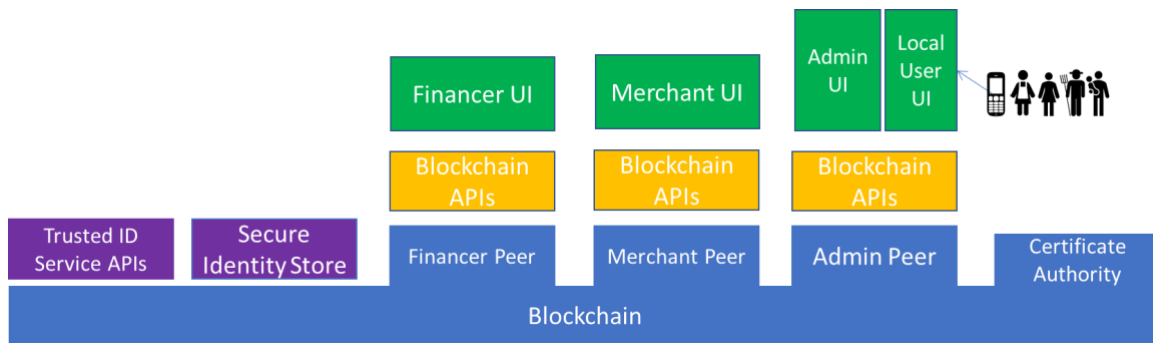 Financer UI
Merchant UI
Admin
UI
Local
User
UI
Blockchain
APIs
Blockchain
APIs
Blockchain
APIs
Trusted ID
Service APIs
Secure
Identity Store
Financer Peer
Merchant Peer
Admin Peer
Certificate
Authority
Blockchain